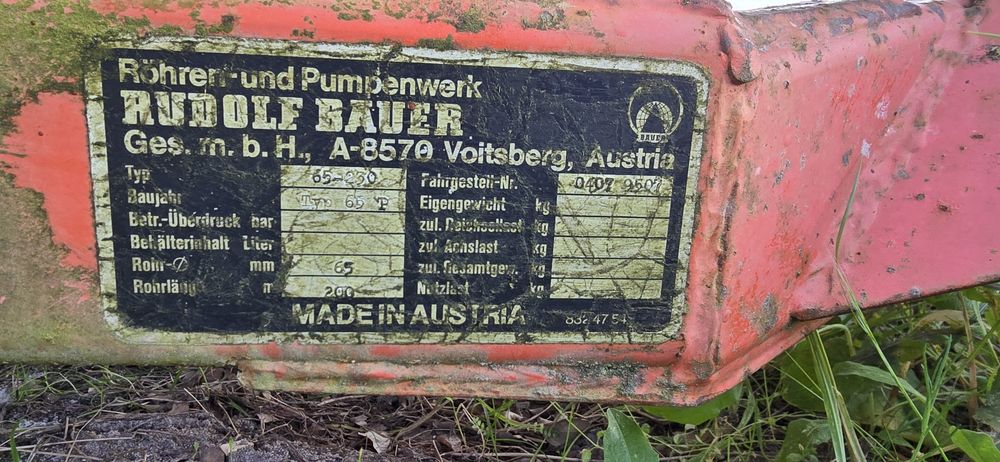 Röhren- und Pumpenwerk
RUDOLF BAUER
BAUER
Ges. m. b. H., A-8570 Voitsberg, Austria
Typ 65-250 Fahrgestell-Nr. 0407 9507
Baujahr Typ 65 P Eigengewicht kg
Betr.-Überdruck bar zul. Deichsellast kg
Behälterinhalt Liter zul. Achslast kg
Rohr-Ø mm 65 zul. Gesamtgew. kg
Rohrläng m 200 Nutzlast kg
MADE IN AUSTRIA 832 47 54